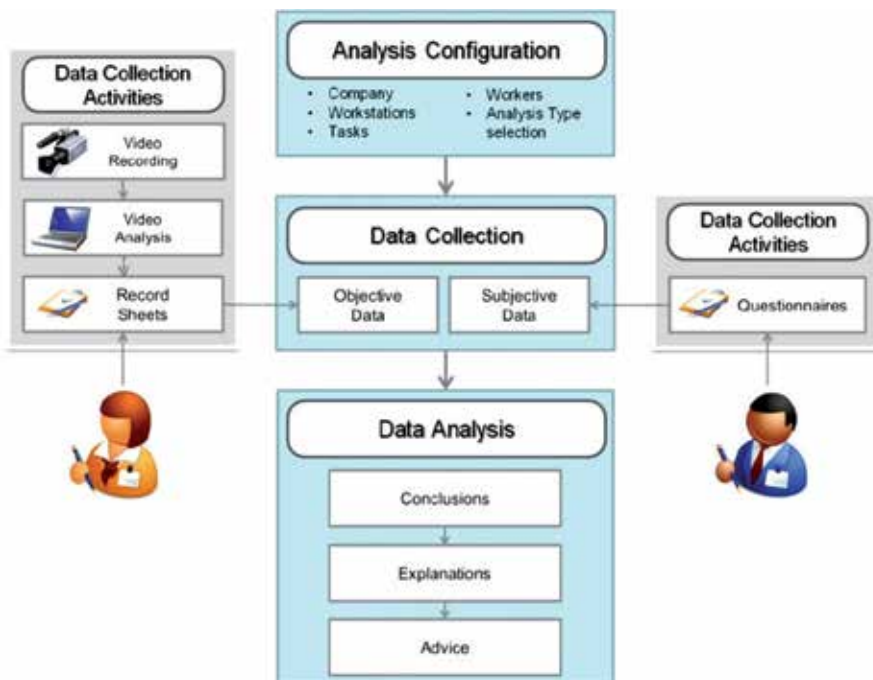 Data Collection
Activities
Video
Recording
Video
Analysis
Record
Sheets
Analysis Configuration
• Company
• Workstations
• Tasks
• Workers
• Analysis Type
selection
Data Collection
Objective
Data
Subjective
Data
Data Collection
Activities
Questionnaires
Data Analysis
Conclusions
Explanations
Advice